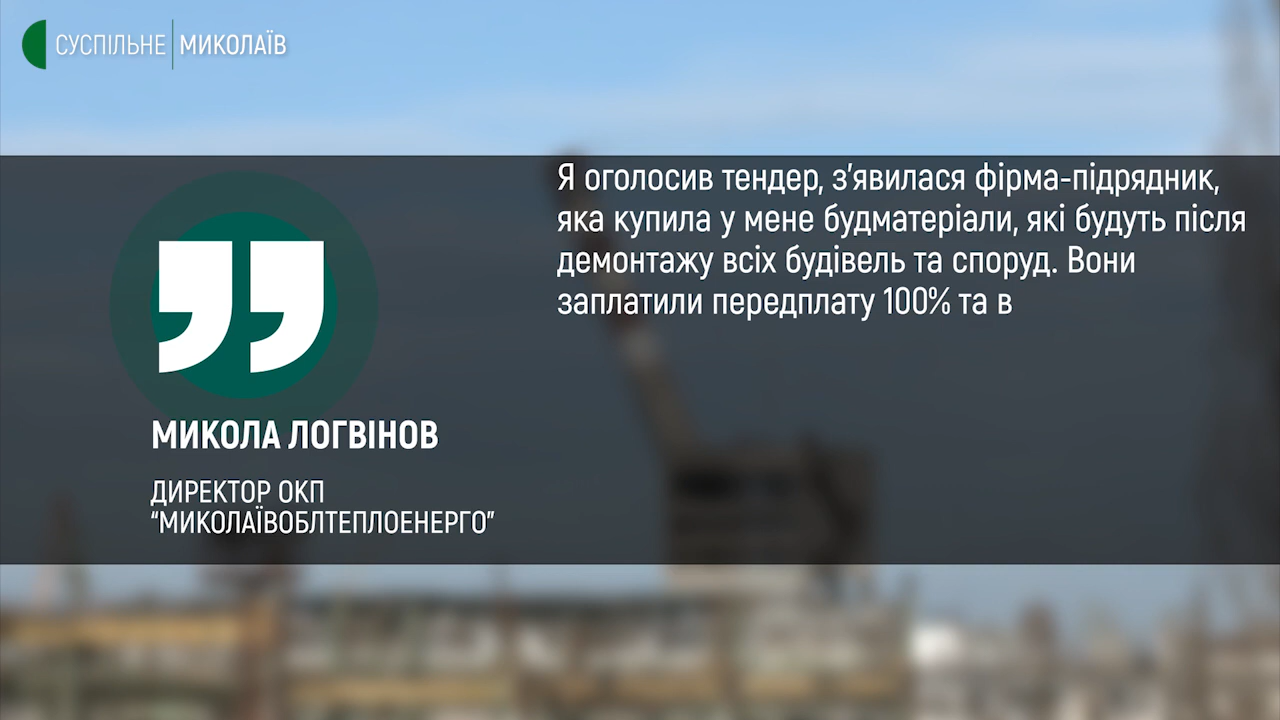 СУСПІЛЬНЕ МИКОЛАЇВ
Я оголосив тендер, з’явилася фірма-підрядник,
яка купила у мене будматеріали, які будуть після
демонтажу всіх будівель та споруд. Вони
заплатили передплату 100% та в
МИКОЛА ЛОГВІНОВ
ДИРЕКТОР ОКП
“МИКОЛАЇВОБЛТЕПЛОЕНЕРГО”